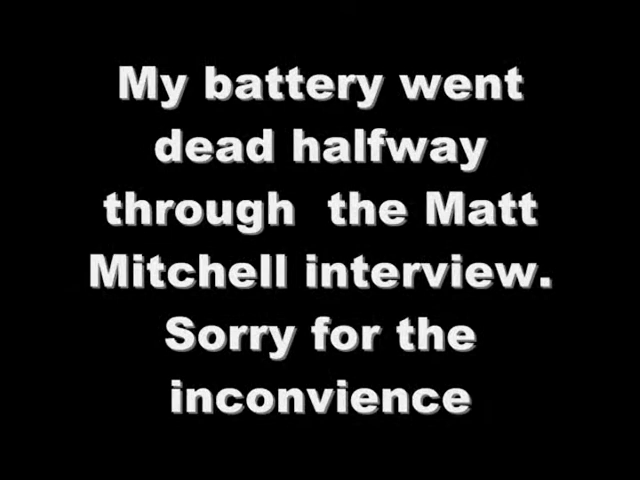 My battery went
dead halfway
through  the Matt
Mitchell interview.
Sorry for the
inconvience